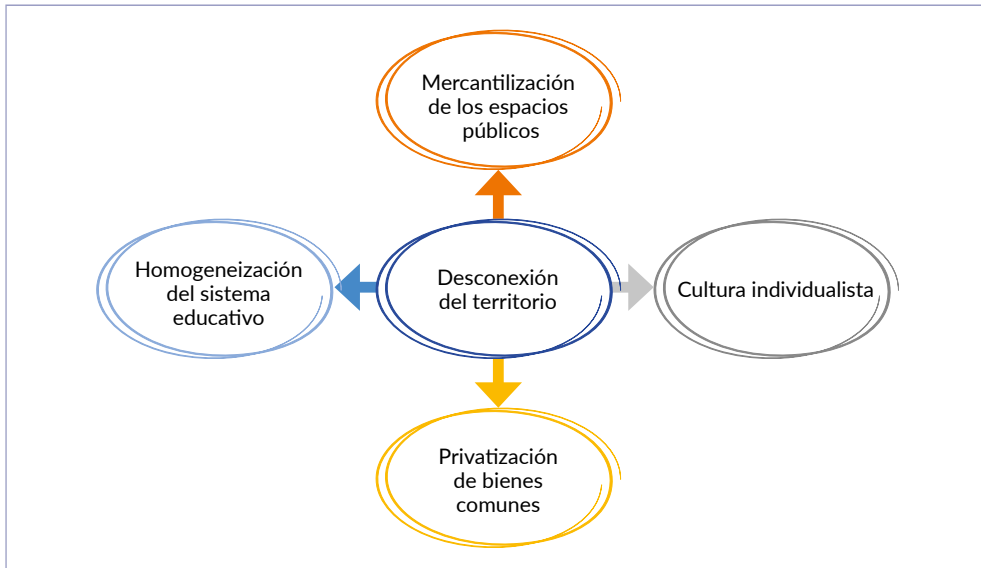 Mercantilización
de los espacios
públicos
Homogeneización
del sistema
educativo
Desconexión
del territorio
Cultura individualista
Privatización
de bienes
comunes